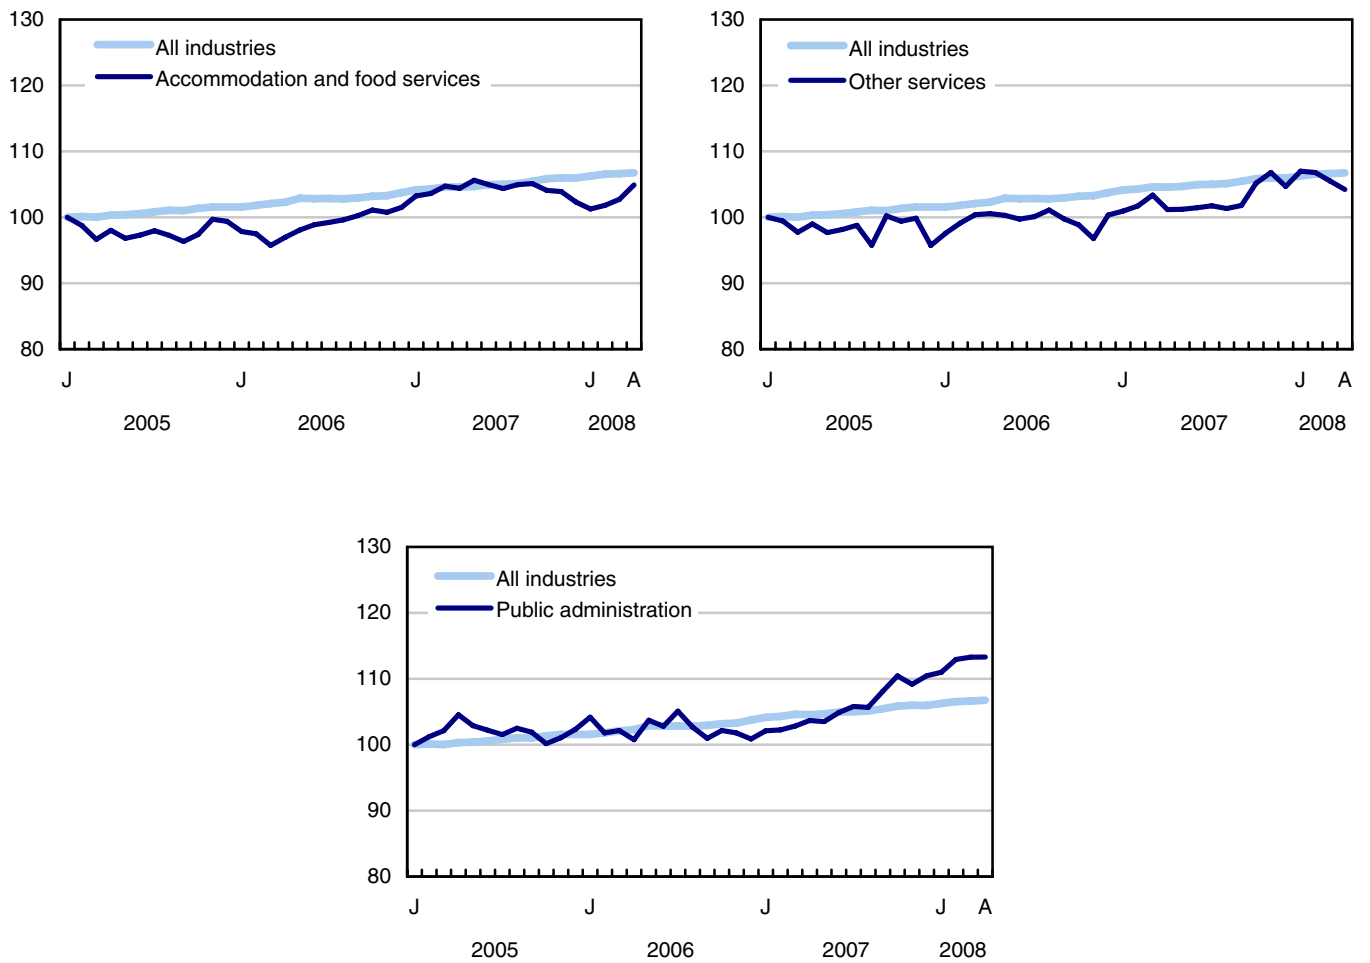 130
120
110
100
90
80
All industries
Accommodation and food services
J J J J A
2005 2006 2007 2008
130
120
110
100
90
80
All industries
Other services
J J J J A
2005 2006 2007 2008
130
120
110
100
90
80
All industries
Public administration
J J J J A
2005 2006 2007 2008